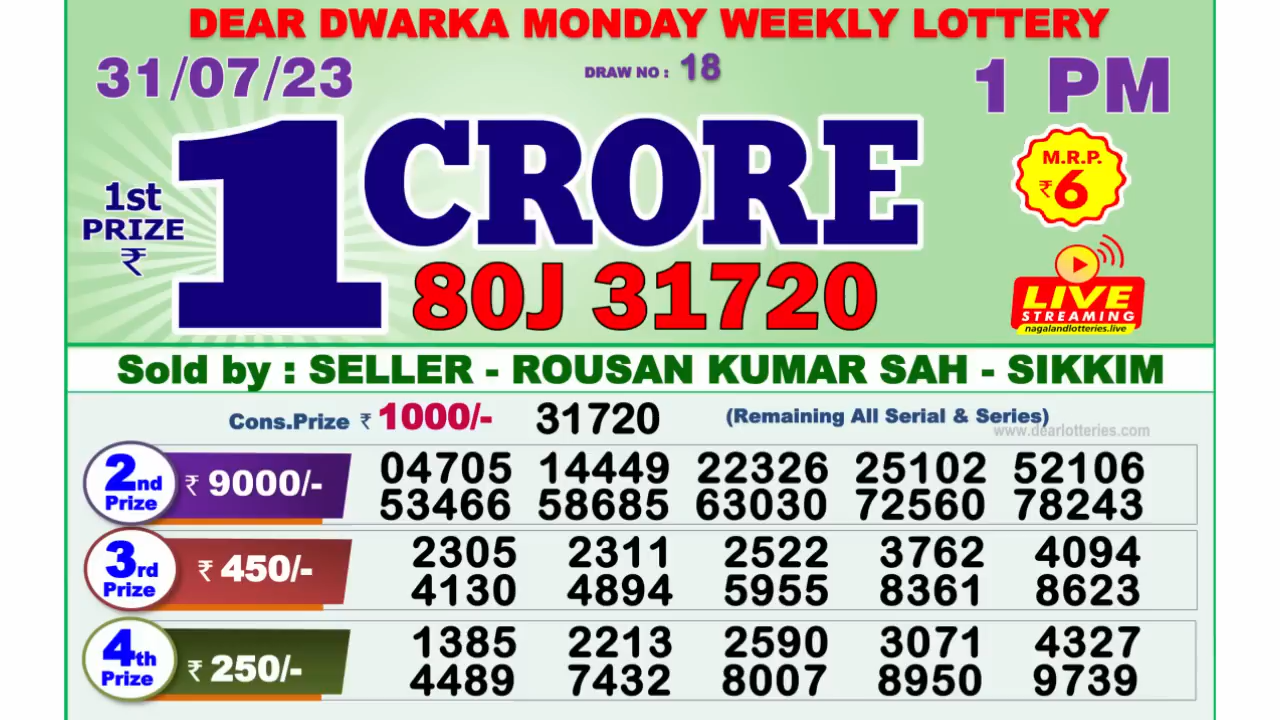 DEAR DWARKA MONDAY WEEKLY LOTTERY
31/07/23 DRAW NO : 18 1 PM
1st PRIZE ₹ 1 CRORE
80J 31720
M.R.P.
₹6
LIVE
STREAMING
nagalandlotteries.live
Sold by : SELLER - ROUSAN KUMAR SAH - SIKKIM
Cons.Prize ₹ 1000/- 31720 (Remaining All Serial & Series)
www.dearlotteries.com
2nd Prize ₹ 9000/-
04705 14449 22326 25102 52106
53466 58685 63030 72560 78243
3rd Prize ₹ 450/-
2305 2311 2522 3762 4094
4130 4894 5955 8361 8623
4th Prize ₹ 250/-
1385 2213 2590 3071 4327
4489 7432 8007 8950 9739